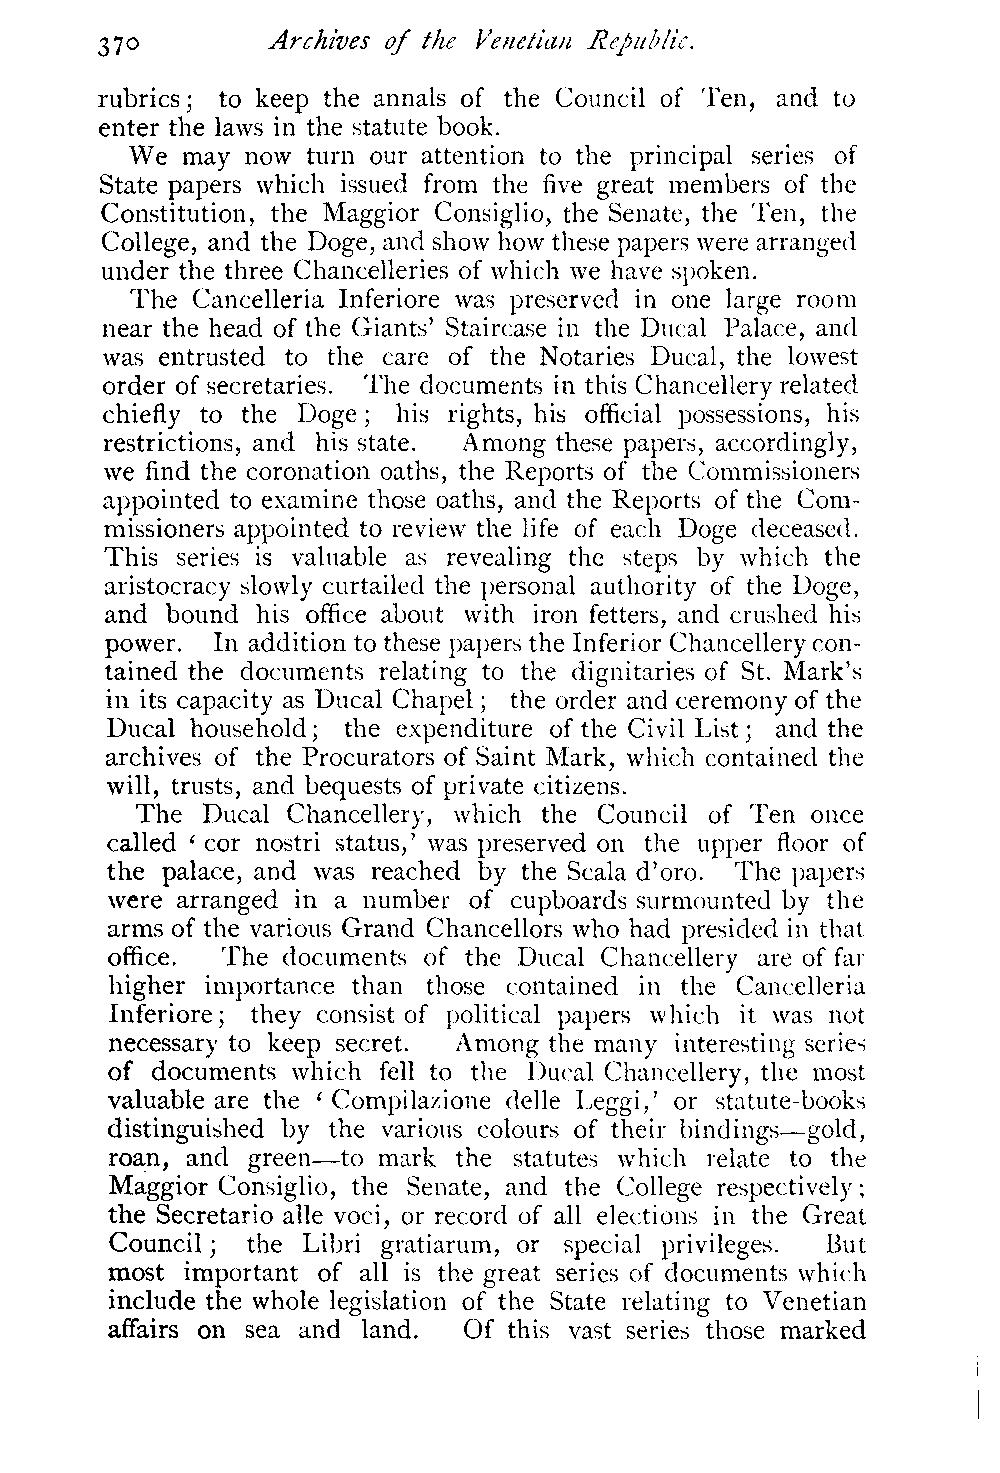 370 Archives of the Venetian Republic.
rubrics; to keep the annals of the Council of Ten, and to
enter the laws in the statute book.
We may now turn our attention to the principal series of
State papers which issued from the five great members of the
Constitution, the Maggior Consiglio, the Senate, the Ten, the
College, and the Doge, and show how these papers were arranged
under the three Chancelleries of which we have spoken.
The Cancelleria Inferiore was preserved in one large room
near the head of the Giants' Staircase in the Ducal Palace, and
was entrusted to the care of the Notaries Ducal, the lowest
order of secretaries. The documents in this Chancellery related
chiefly to the Doge; his rights, his official possessions, his
restrictions, and his state. Among these papers, accordingly,
we find the coronation oaths, the Reports of the Commissioners
appointed to examine those oaths, and the Reports of the Com-
missioners appointed to review the life of each Doge deceased.
This series is valuable as revealing the steps by which the
aristocracy slowly curtailed the personal authority of the Doge,
and bound his office about with iron fetters, and crushed his
power. In addition to these papers the Inferior Chancellery con-
tained the documents relating to the dignitaries of St. Mark's
in its capacity as Ducal Chapel; the order and ceremony of the
Ducal household; the expenditure of the Civil List; and the
archives of the Procurators of Saint Mark, which contained the
will, trusts, and bequests of private citizens.
The Ducal Chancellery, which the Council of Ten once
called ' cor nostri status,' was preserved on the upper floor of
the palace, and was reached by the Scala d'oro. The papers
were arranged in a number of cupboards surmounted by the
arms of the various Grand Chancellors who had presided in that
office. The documents of the Ducal Chancellery are of far
higher importance than those contained in the Cancelleria
Inferiore; they consist of political papers which it was not
necessary to keep secret. Among the many interesting series
of documents which fell to the Ducal Chancellery, the most
valuable are the ' Compilazione delle Leggi,' or statute-books
distinguished by the various colours of their bindings—gold,
roan, and green—to mark the statutes which relate to the
Maggior Consiglio, the Senate, and the College respectively;
the Secretario alle voci, or record of all elections in the Great
Council; the Libri gratiarum, or special privileges. But
most important of all is the great series of documents which
include the whole legislation of the State relating to Venetian
affairs on sea and land. Of this vast series those marked